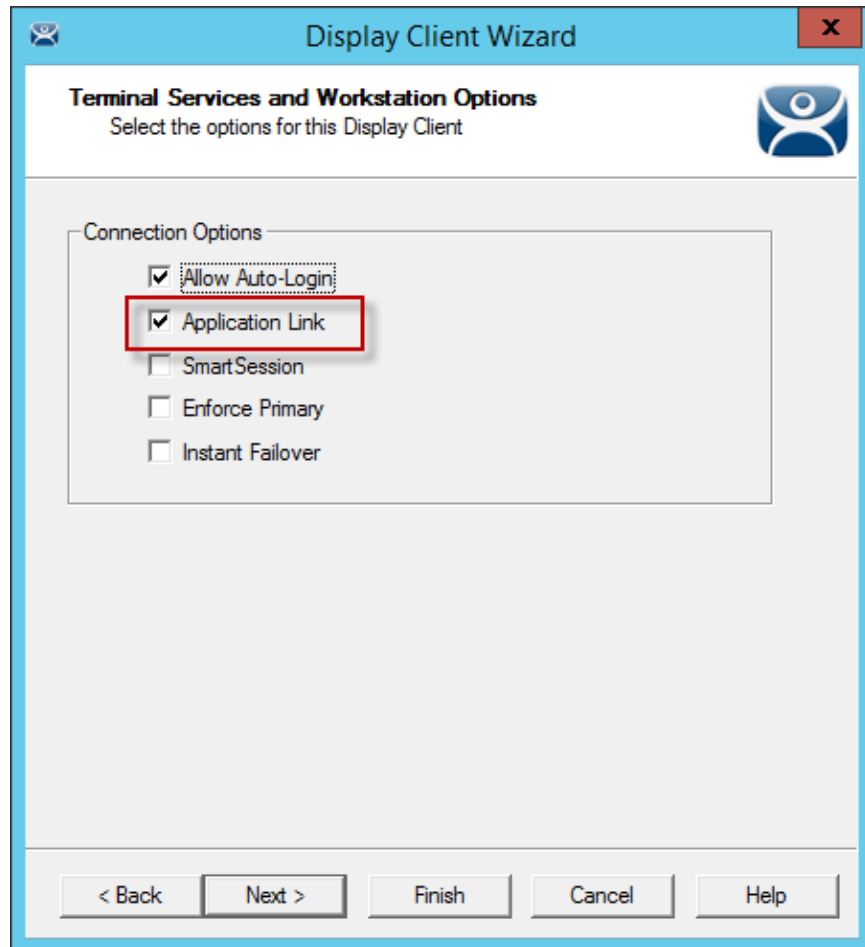 Display Client Wizard
x
Terminal Services and Workstation Options
Select the options for this Display Client
Connection Options
Allow Auto-Login
Application Link
SmartSession
Enforce Primary
Instant Failover
< Back Next > Finish Cancel Help